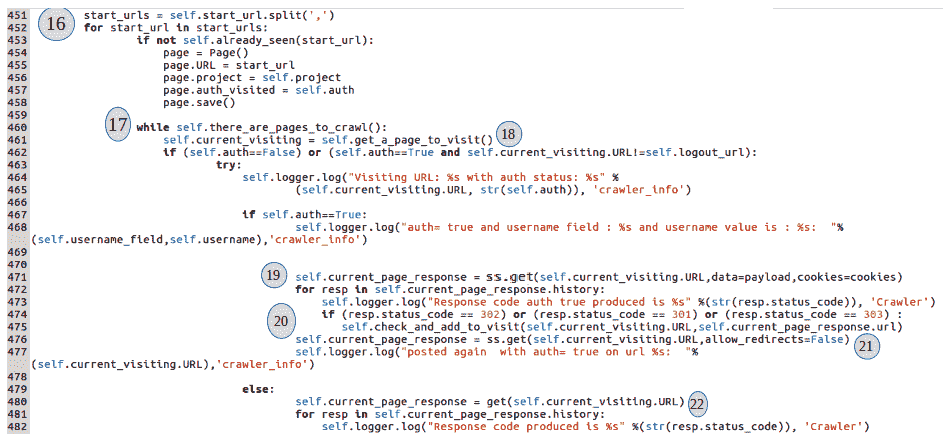 451 start_urls = self.start_url.split(',')
16
452 for start_url in start_urls:
453 if not self.already_seen(start_url):
454 page = Page()
455 page.URL = start_url
456 page.project = self.project
457 page.auth_visited = self.auth
458 page.save()
459
17
460 while self.there_are_pages_to_crawl():
461 self.current_visiting = self.get_a_page_to_visit() 18
462 if (self.auth==False) or (self.auth==True and self.current_visiting.URL!=self.logout_url):
463 try:
464 self.logger.log("Visiting URL: %s with auth status: %s" %
465 (self.current_visiting.URL, str(self.auth)), 'crawler_info')
466
467 if self.auth==True:
468 self.logger.log("auth= true and username field : %s and username value is : %s: "%
(self.username_field,self.username),'crawler_info')
469
470
471 19 self.current_page_response = ss.get(self.current_visiting.URL,data=payload,cookies=cookies)
472 for resp in self.current_page_response.history:
473 self.logger.log("Response code auth true produced is %s" %(str(resp.status_code)), 'Crawler')
474 20 if (resp.status_code == 302) or (resp.status_code == 301) or (resp.status_code == 303) :
475 self.check_and_add_to_visit(self.current_visiting.URL,self.current_page_response.url)
476 self.current_page_response = ss.get(self.current_visiting.URL,allow_redirects=False) 21
477 self.logger.log("posted again with auth= true on url %s: "%
(self.current_visiting.URL),'crawler_info')
478
479 else:
480 self.current_page_response = get(self.current_visiting.URL) 22
481 for resp in self.current_page_response.history:
482 self.logger.log("Response code produced is %s" %(str(resp.status_code)), 'Crawler')